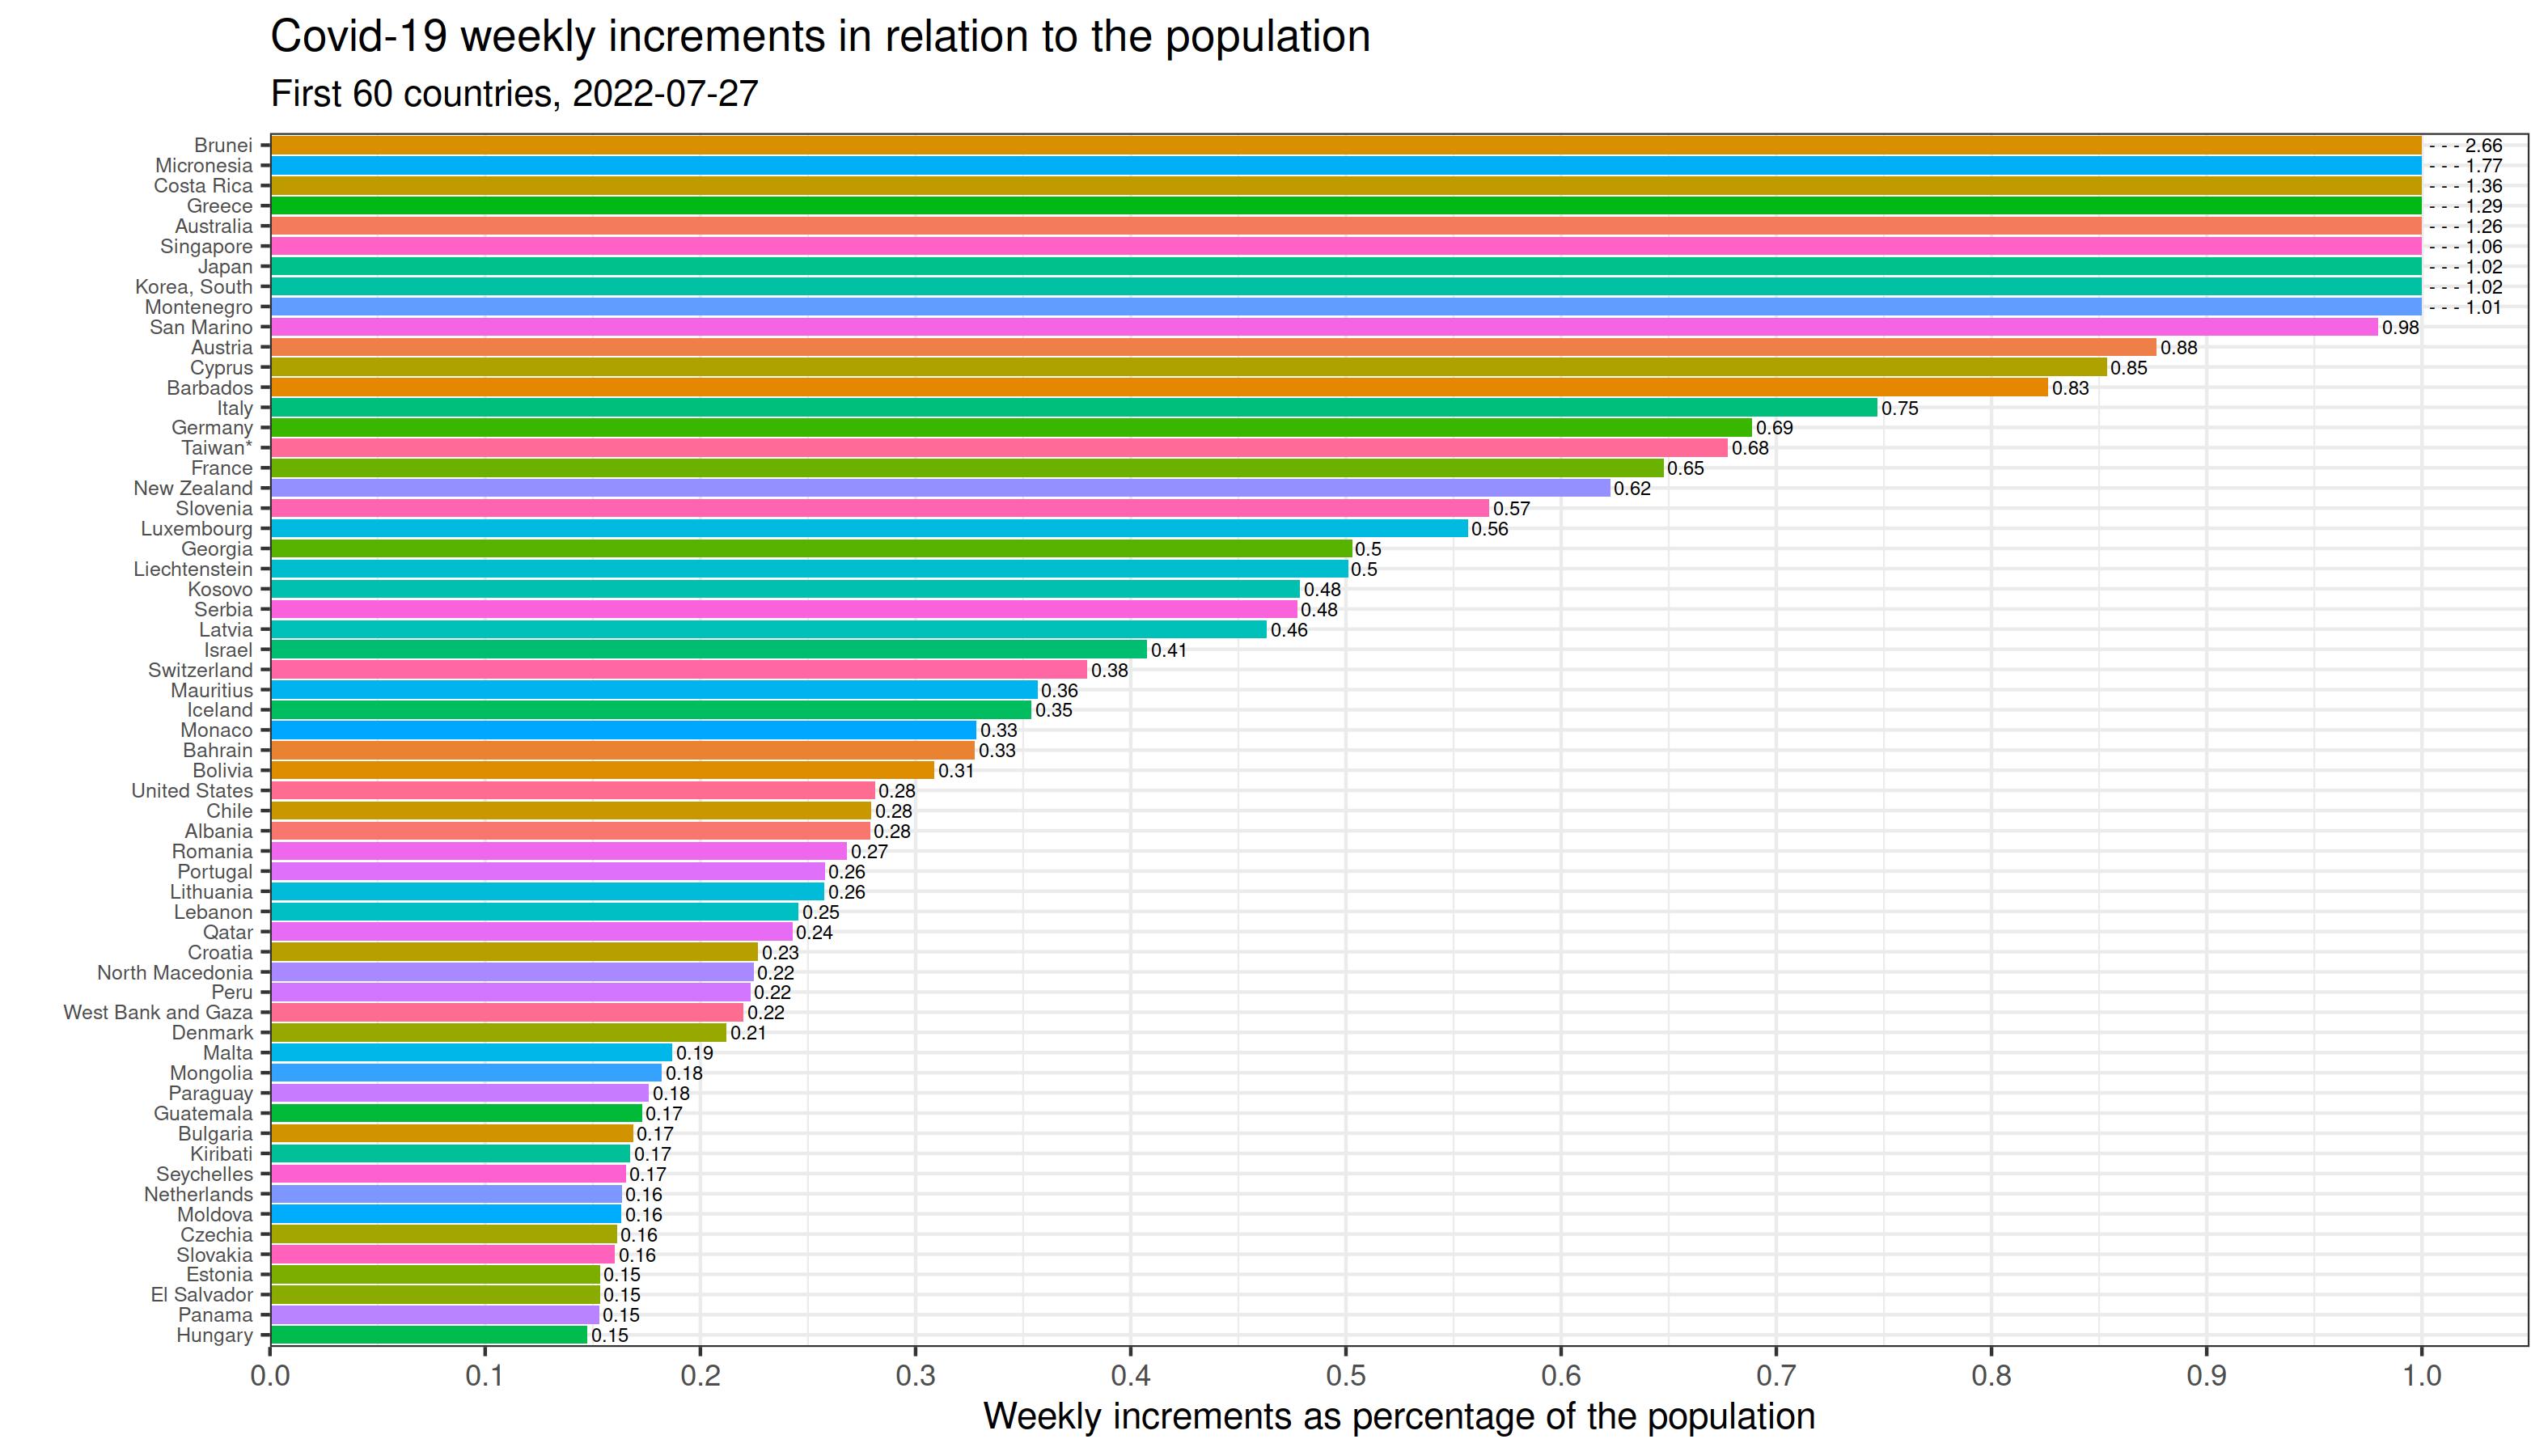 Covid-19 weekly increments in relation to the population
First 60 countries, 2022-07-27
Brunei - - - 2.66
Micronesia - - - 1.77
Costa Rica - - - 1.36
Greece - - - 1.29
Australia - - - 1.26
Singapore - - - 1.06
Japan - - - 1.02
Korea, South - - - 1.02
Montenegro - - - 1.01
San Marino 0.98
Austria 0.88
Cyprus 0.85
Barbados 0.83
Italy 0.75
Germany 0.69
Taiwan* 0.68
France 0.65
New Zealand 0.62
Slovenia 0.57
Luxembourg 0.56
Georgia 0.5
Liechtenstein 0.5
Kosovo 0.48
Serbia 0.48
Latvia 0.46
Israel 0.41
Switzerland 0.38
Mauritius 0.36
Iceland 0.35
Monaco 0.33
Bahrain 0.33
Bolivia 0.31
United States 0.28
Chile 0.28
Albania 0.28
Romania 0.27
Portugal 0.26
Lithuania 0.26
Lebanon 0.25
Qatar 0.24
Croatia 0.23
North Macedonia 0.22
Peru 0.22
West Bank and Gaza 0.22
Denmark 0.21
Malta 0.19
Mongolia 0.18
Paraguay 0.18
Guatemala 0.17
Bulgaria 0.17
Kiribati 0.17
Seychelles 0.17
Netherlands 0.16
Moldova 0.16
Czechia 0.16
Slovakia 0.16
Estonia 0.15
El Salvador 0.15
Panama 0.15
Hungary 0.15
0.0 0.1 0.2 0.3 0.4 0.5 0.6 0.7 0.8 0.9 1.0
Weekly increments as percentage of the population